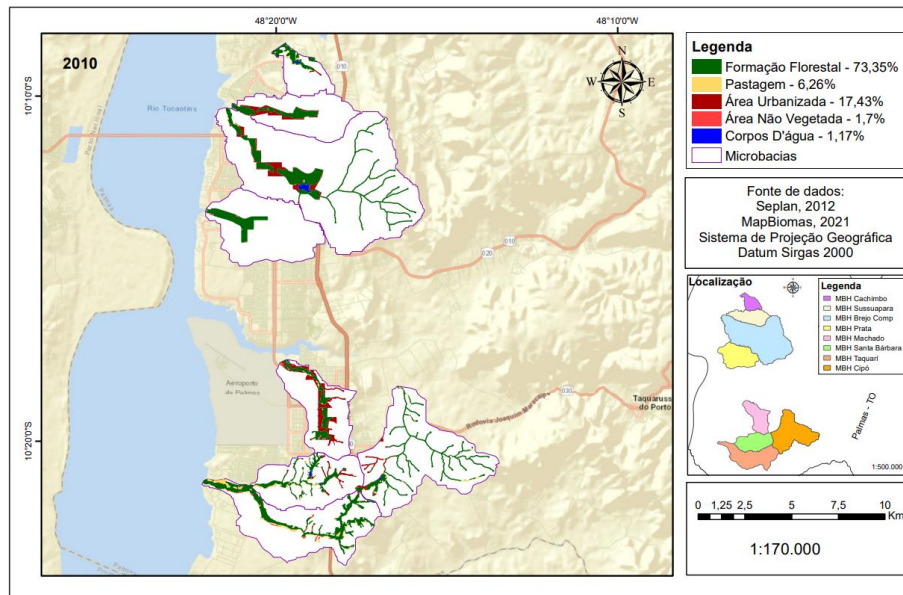 48°20'0"W
48°10'0"W
2010
N
W
E
S
010
10°10'0"S
Rio Tocantins
Palmas
010
020
Aeroporto
de Palmas
030
Taquaruss
do Porto
Rodovia Joaquim
10°20'0"S
Legenda
Formação Florestal - 73,35%
Pastagem - 6,26%
Área Urbanizada - 17,43%
Área Não Vegetada - 1,7%
Corpos D'água - 1,17%
Microbacias
Fonte de dados:
Seplan, 2012
MapBiomas, 2021
Sistema de Projeção Geográfica
Datum Sirgas 2000
Localização
Legenda
MBH Cachimbo
MBH Sussuapara
MBH Brejo Comp
MBH Prata
MBH Machado
MBH Santa Bárbara
MBH Taquari
MBH Cipó
Palmas - TO
1:500.000
0 1,25 2,5 5 7,5 10
Km
1:170.000